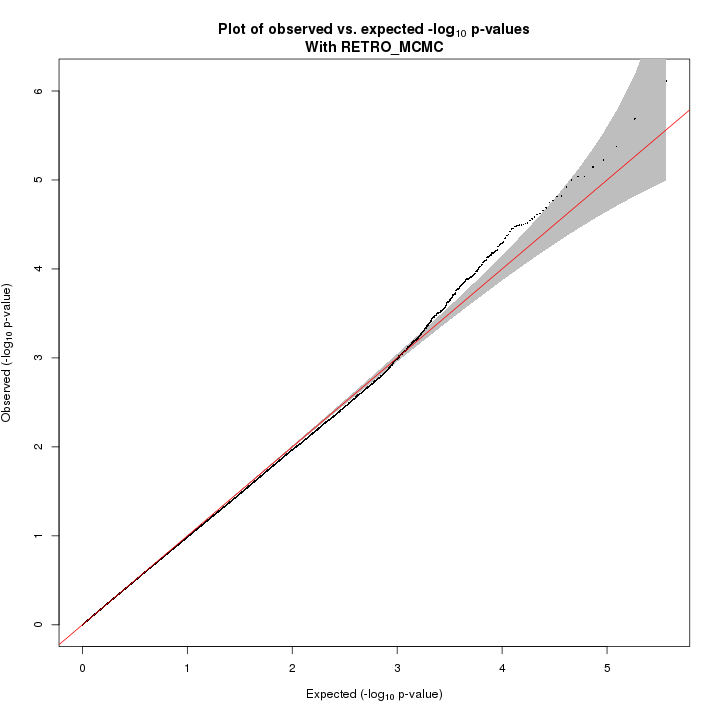 Plot of observed vs. expected -log₁₀ p-values
With RETRO_MCMC
6
5
4
3
2
1
0
Observed (-log₁₀ p-value)
0 1 2 3 4 5
Expected (-log₁₀ p-value)